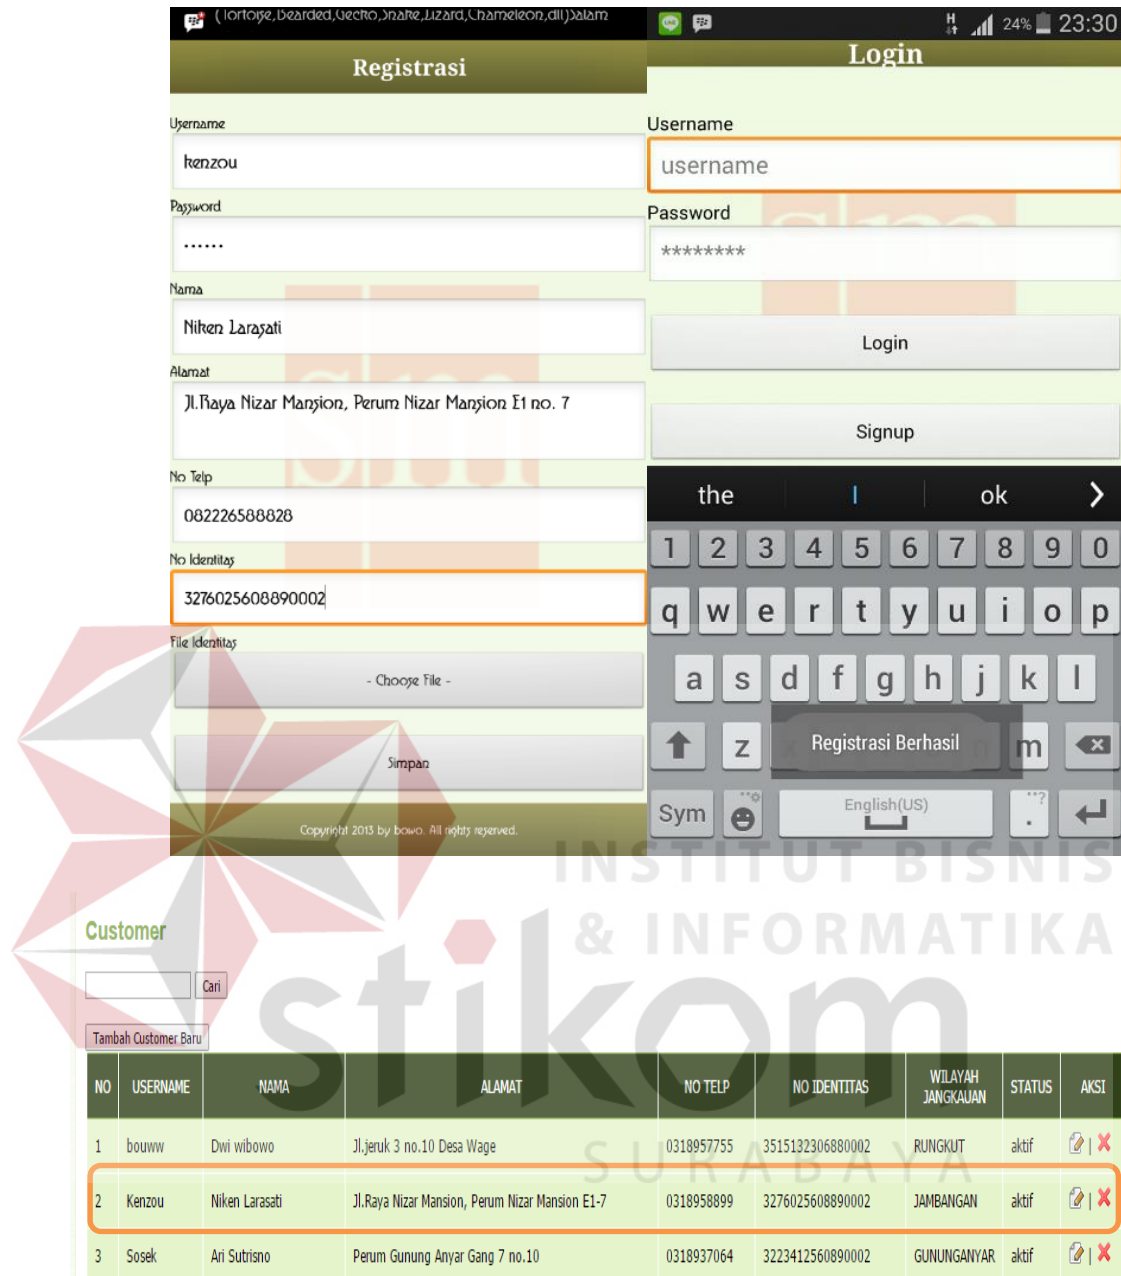 (Tortoise,Bearded,Gecko,Snake,Lizard,Chameleon,dll)Salam
Registrasi
Username
kenzou
Password
••••••
Nama
Niken Larasati
Alamat
Jl.Raya Nizar Mansion, Perum Nizar Mansion E1 no. 7
No Telp
082226588828
No Identitas
3276025608890002
File Identitas
- Choose File -
Simpan
Copyright 2013 by bowo. All rights reserved.
H 24% 23:30
Login
Username
username
Password
********
Login
Signup
the I ok
1 2 3 4 5 6 7 8 9 0
q w e r t y u i o p
a s d f g h j k l
z m
Registrasi Berhasil
Sym English(US) . ?
sm
sm
INSTITUT BISNIS
& INFORMATIKA
stikom
SURABAYA
Customer
Cari
Tambah Customer Baru
NO USERNAME NAMA ALAMAT NO TELP NO IDENTITAS WILAYAH JANGKAUAN STATUS AKSI
1 bouww Dwi wibowo Jl.jeruk 3 no.10 Desa Wage 0318957755 3515132306880002 RUNGKUT aktif |
2 Kenzou Niken Larasati Jl.Raya Nizar Mansion, Perum Nizar Mansion E1-7 0318958899 3276025608890002 JAMBANGAN aktif |
3 Sosek Ari Sutrisno Perum Gunung Anyar Gang 7 no.10 0318937064 3223412560890002 GUNUNGANYAR aktif |